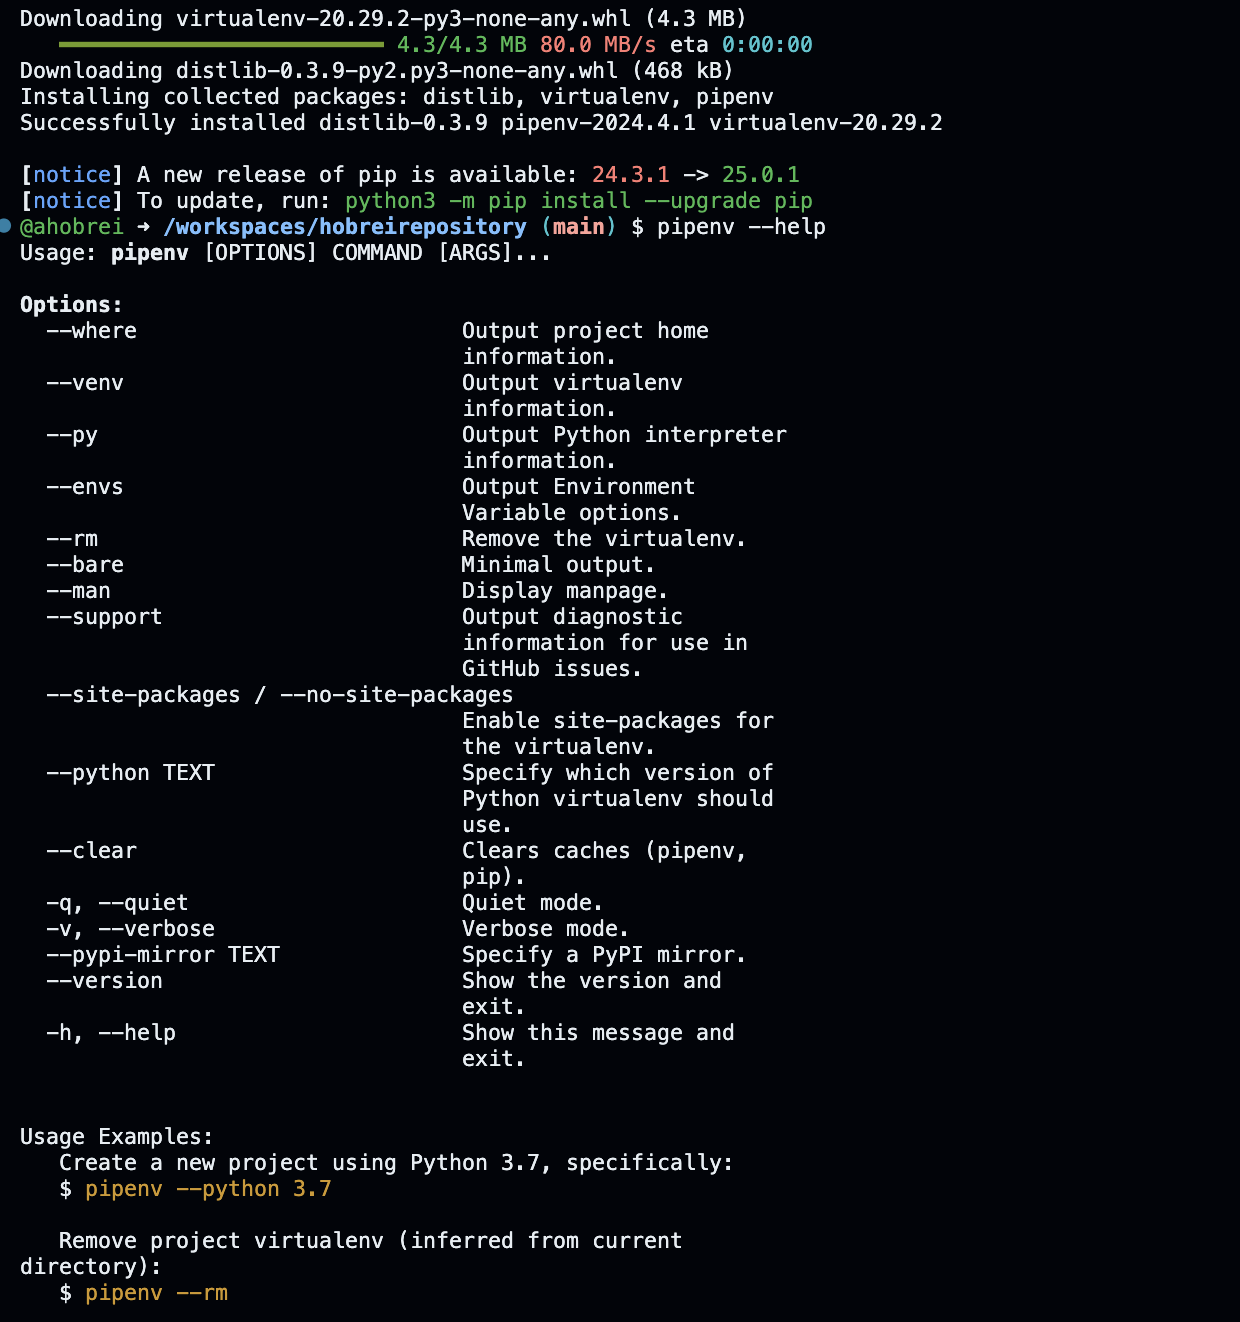 Downloading virtualenv-20.29.2-py3-none-any.whl (4.3 MB)
4.3/4.3 MB 80.0 MB/s eta 0:00:00
Downloading distlib-0.3.9-py2.py3-none-any.whl (468 kB)
Installing collected packages: distlib, virtualenv, pipenv
Successfully installed distlib-0.3.9 pipenv-2024.4.1 virtualenv-20.29.2
[notice] A new release of pip is available: 24.3.1 -> 25.0.1
[notice] To update, run: python3 -m pip install --upgrade pip
@ahobrei ➜ /workspaces/hobreirepository (main) $ pipenv --help
Usage: pipenv [OPTIONS] COMMAND [ARGS]...
Options:
--where Output project home
information.
--venv Output virtualenv
information.
--py Output Python interpreter
information.
--envs Output Environment
Variable options.
--rm Remove the virtualenv.
--bare Minimal output.
--man Display manpage.
--support Output diagnostic
information for use in
GitHub issues.
--site-packages / --no-site-packages
Enable site-packages for
the virtualenv.
--python TEXT Specify which version of
Python virtualenv should
use.
--clear Clears caches (pipenv,
pip).
-q, --quiet Quiet mode.
-v, --verbose Verbose mode.
--pypi-mirror TEXT Specify a PyPI mirror.
--version Show the version and
exit.
-h, --help Show this message and
exit.
Usage Examples:
Create a new project using Python 3.7, specifically:
$ pipenv --python 3.7
Remove project virtualenv (inferred from current
directory):
$ pipenv --rm